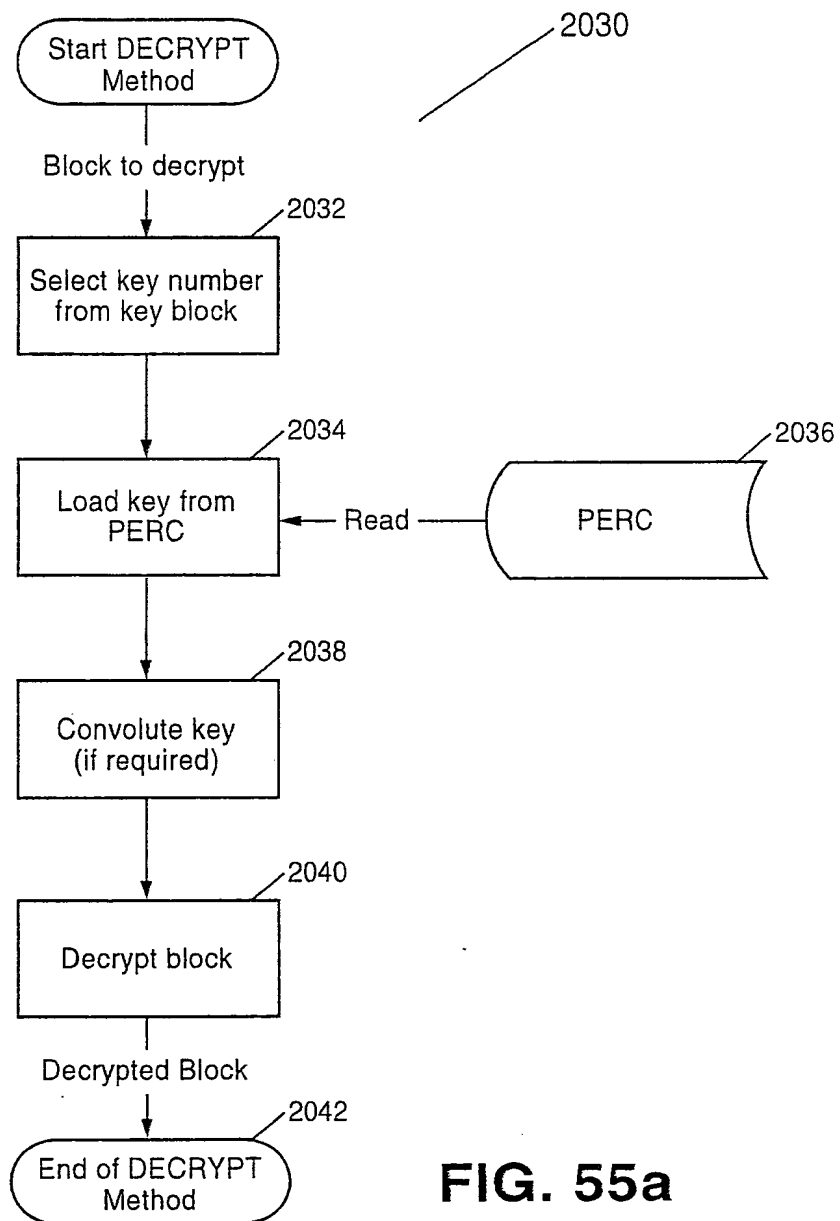 Start DECRYPT
Method
2030
Block to decrypt
2032
Select key number
from key block
2034
Load key from
PERC
Read
2036
PERC
2038
Convolute key
(if required)
2040
Decrypt block
Decrypted Block
2042
End of DECRYPT
Method
FIG. 55a